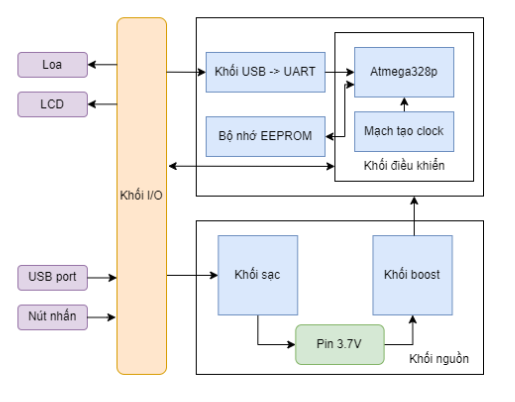 Loa
LCD
USB port
Nút nhấn
Khối I/O
Khối USB -> UART
Bộ nhớ EEPROM
Atmega328p
Mạch tạo clock
Khối điều khiển
Khối sạc
Khối boost
Pin 3.7V
Khối nguồn